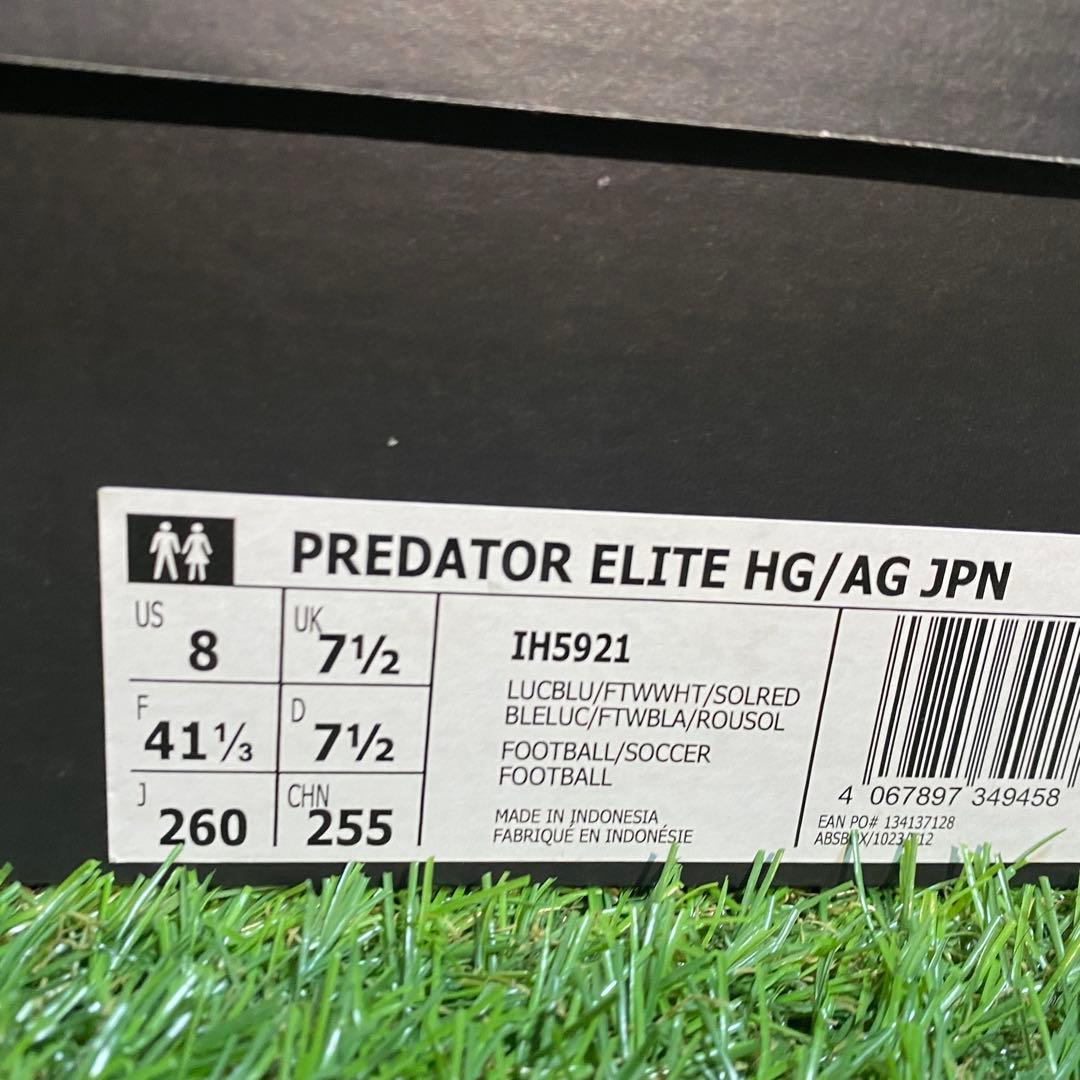 PREDATOR ELITE HG/AG JPN
US 8
UK 7½
F 41⅓
D 7½
J 260
CHN 255
IH5921
LUCBLU/FTWWHT/SOLRED
BLELUC/FTWBLA/ROUSOL
FOOTBALL/SOCCER
FOOTBALL
MADE IN INDONESIA
FABRIQUÉ EN INDONÉSIE
4 067897 349458
EAN PO# 134137128